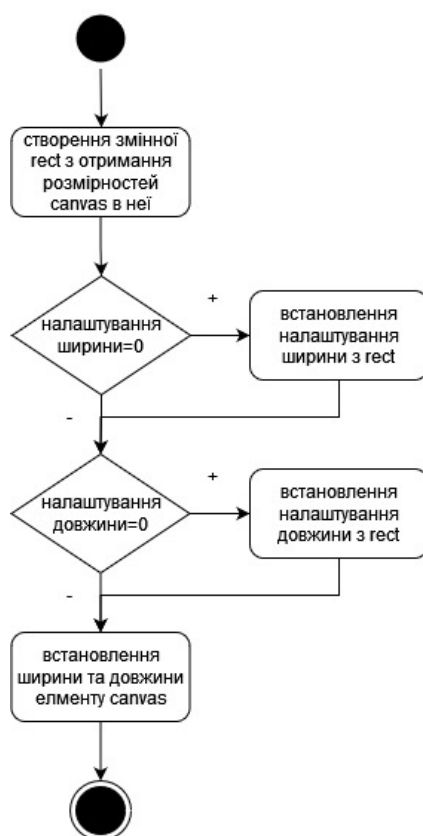 створення змінної
rect з отримання
розмірностей
canvas в неї
налаштування
ширини=0
+
встановлення
налаштування
ширини з rect
-
налаштування
довжини=0
+
встановлення
налаштування
довжини з rect
-
встановлення
ширини та довжини
елменту canvas